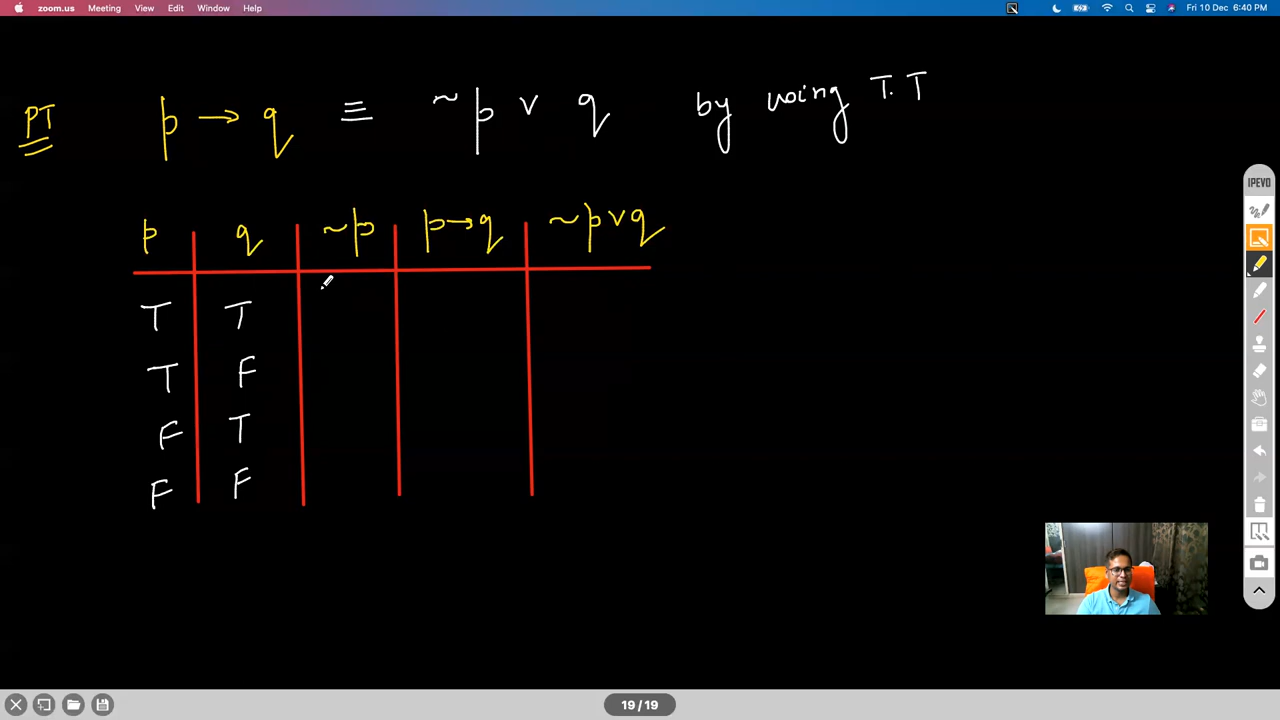 zoom.us Meeting View Edit Window Help Fri 10 Dec 6:40 PM
PT p → q ≡ ~p ∨ q by using T.T
IPEVO
p q ~p p→q ~p∨q
T T
T F
F T
F F
19 / 19